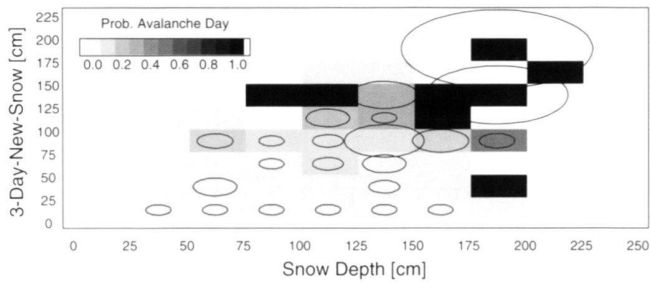 Prob. Avalanche Day
0.0 0.2 0.4 0.6 0.8 1.0
3-Day-New-Snow [cm]
225
200
175
150
125
100
75
50
25
0
0 25 50 75 100 125 150 175 200 225 250
Snow Depth [cm]